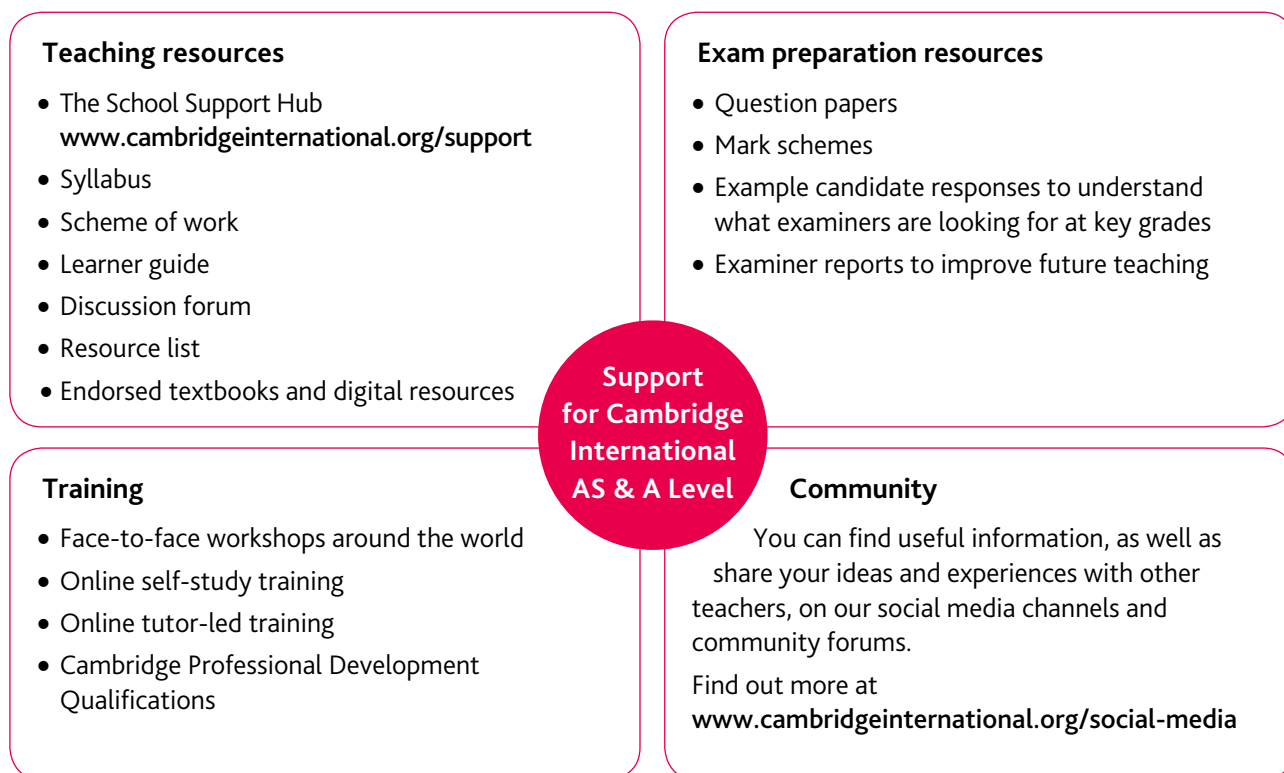 Teaching resources
• The School Support Hub
www.cambridgeinternational.org/support
• Syllabus
• Scheme of work
• Learner guide
• Discussion forum
• Resource list
• Endorsed textbooks and digital resources
Exam preparation resources
• Question papers
• Mark schemes
• Example candidate responses to understand
what examiners are looking for at key grades
• Examiner reports to improve future teaching
Support
for Cambridge
International
AS & A Level
Training
• Face-to-face workshops around the world
• Online self-study training
• Online tutor-led training
• Cambridge Professional Development
Qualifications
Community
You can find useful information, as well as
share your ideas and experiences with other
teachers, on our social media channels and
community forums.
Find out more at
www.cambridgeinternational.org/social-media